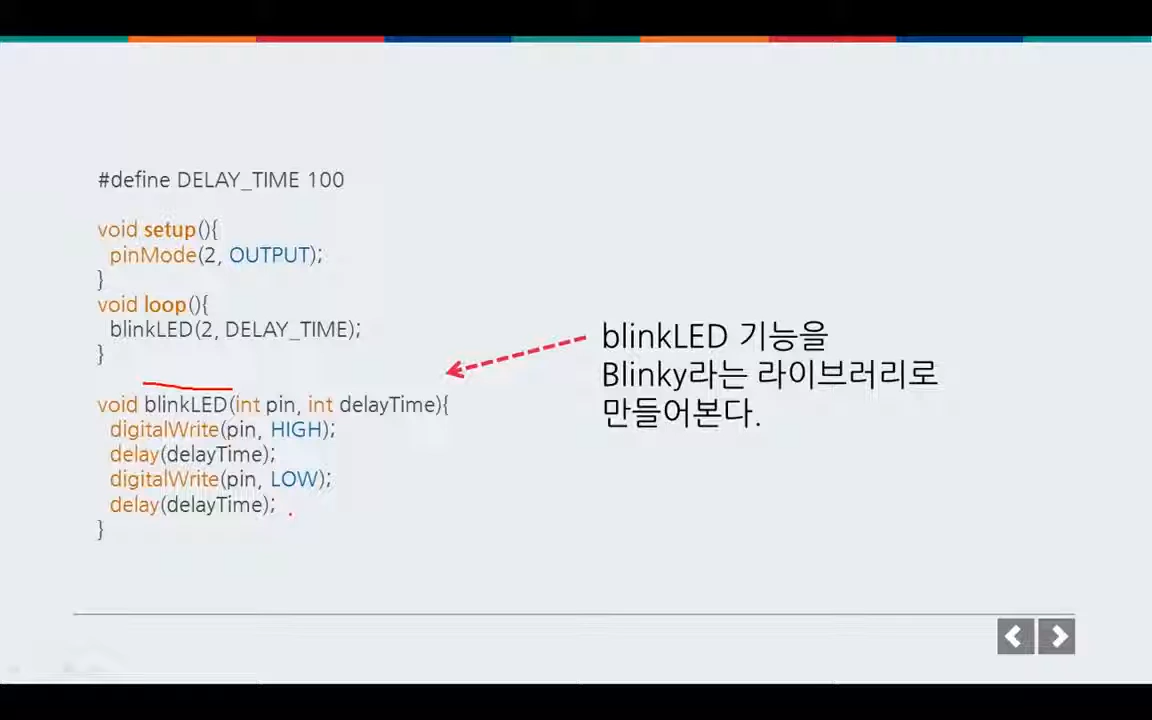 #define DELAY_TIME 100
void setup(){
pinMode(2, OUTPUT);
}
void loop(){
blinkLED(2, DELAY_TIME);
}
void blinkLED(int pin, int delayTime){
digitalWrite(pin, HIGH);
delay(delayTime);
digitalWrite(pin, LOW);
delay(delayTime);
}
blinkLED 기능을
Blinky라는 라이브러리로
만들어본다.